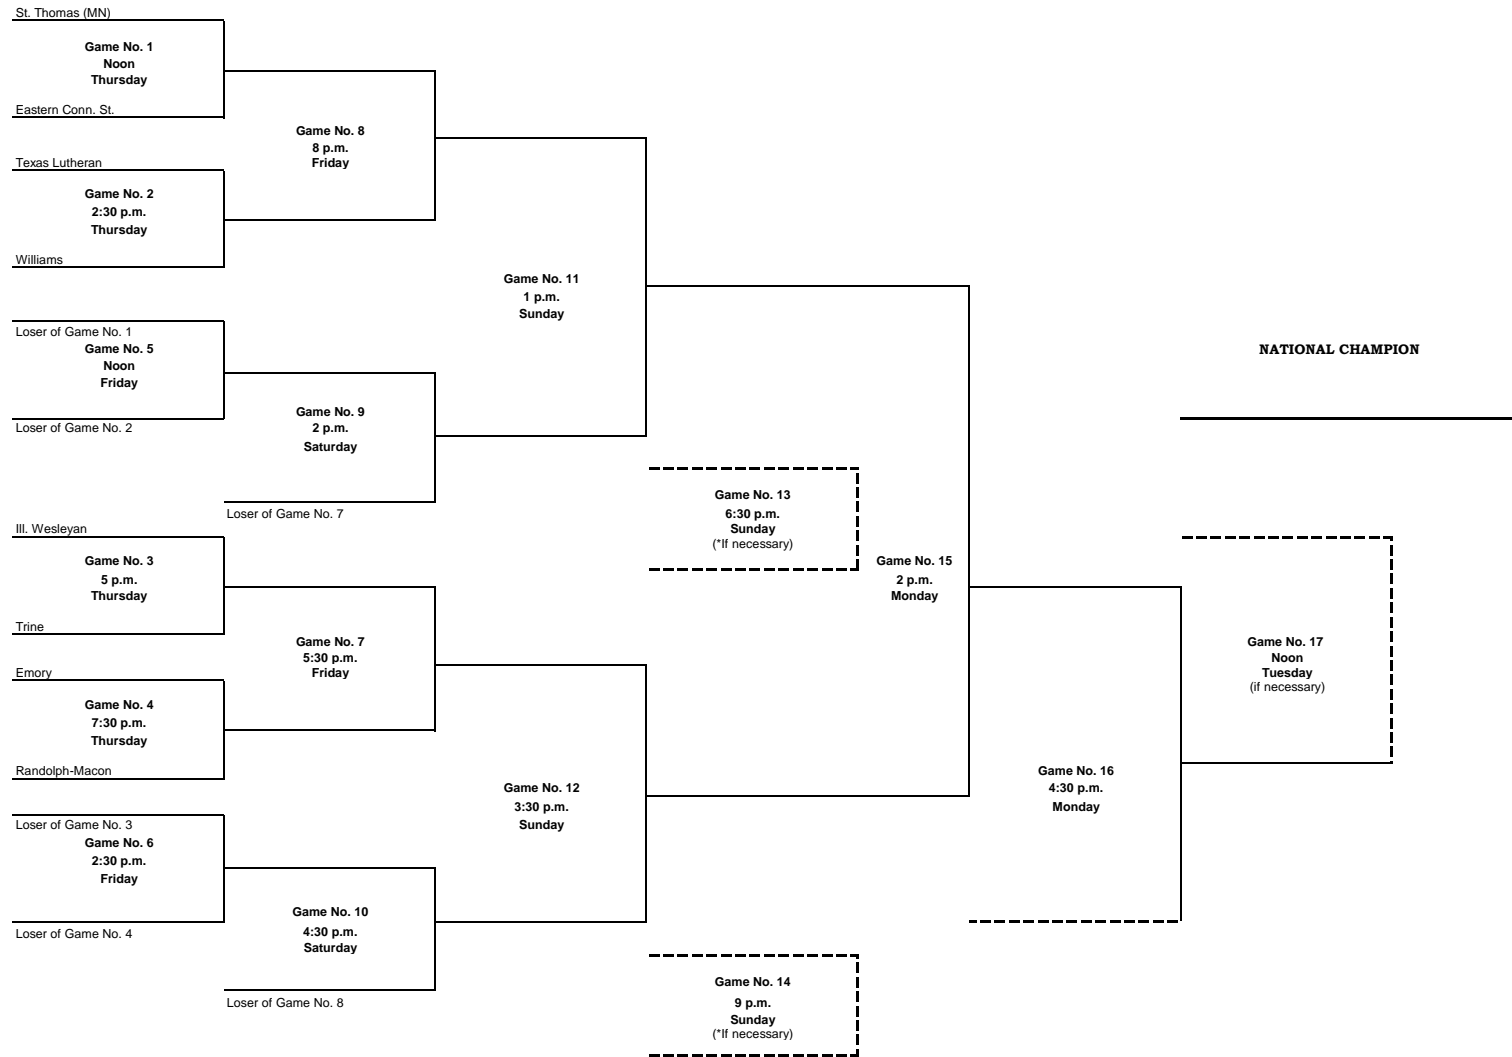 St. Thomas (MN)
Game No. 1
Noon
Thursday
Eastern Conn. St.
Game No. 8
8 p.m.
Friday
Texas Lutheran
Game No. 2
2:30 p.m.
Thursday
Williams
Game No. 11
1 p.m.
Sunday
Loser of Game No. 1
Game No. 5
Noon
Friday
Loser of Game No. 2
Game No. 9
2 p.m.
Saturday
Loser of Game No. 7
NATIONAL CHAMPION
Game No. 13
6:30 p.m.
Sunday
(*If necessary)
Ill. Wesleyan
Game No. 3
5 p.m.
Thursday
Trine
Game No. 15
2 p.m.
Monday
Game No. 7
5:30 p.m.
Friday
Game No. 17
Noon
Tuesday
(if necessary)
Emory
Game No. 4
7:30 p.m.
Thursday
Randolph-Macon
Game No. 12
3:30 p.m.
Sunday
Game No. 16
4:30 p.m.
Monday
Loser of Game No. 3
Game No. 6
2:30 p.m.
Friday
Loser of Game No. 4
Game No. 10
4:30 p.m.
Saturday
Loser of Game No. 8
Game No. 14
9 p.m.
Sunday
(*If necessary)